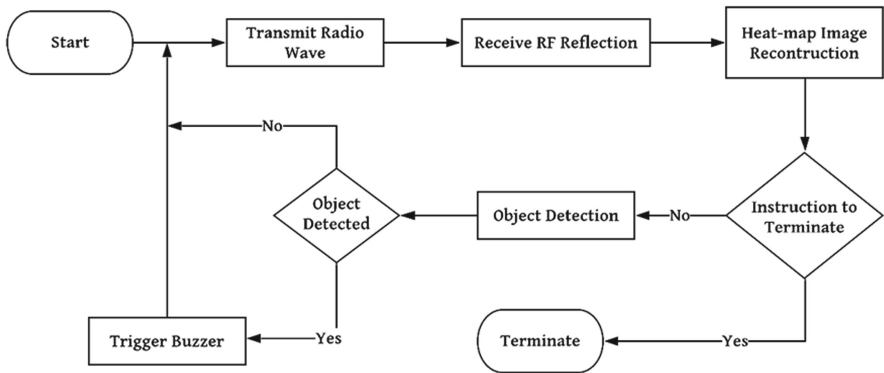 Start
Transmit Radio
Wave
Receive RF Reflection
Heat-map Image
Recontruction
No
Object
Detected
Object Detection
No
Instruction to
Terminate
Trigger Buzzer
Yes
Terminate
Yes